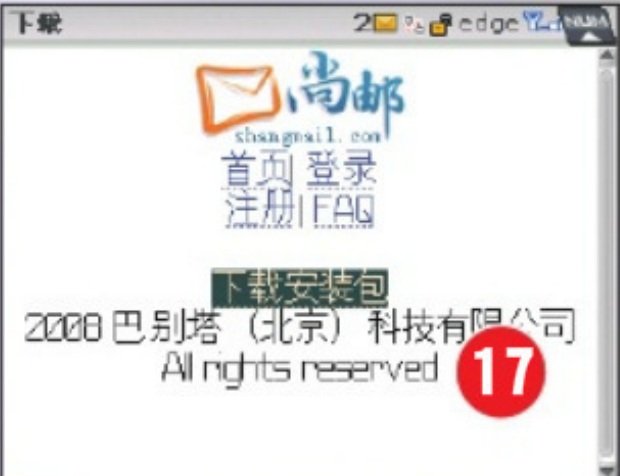 下载 2 edge NUM
尚邮
shangmail.com
首页| 登录
注册| FAQ
下载安装包
2008 巴别塔（北京）科技有限公司
All rights reserved
17